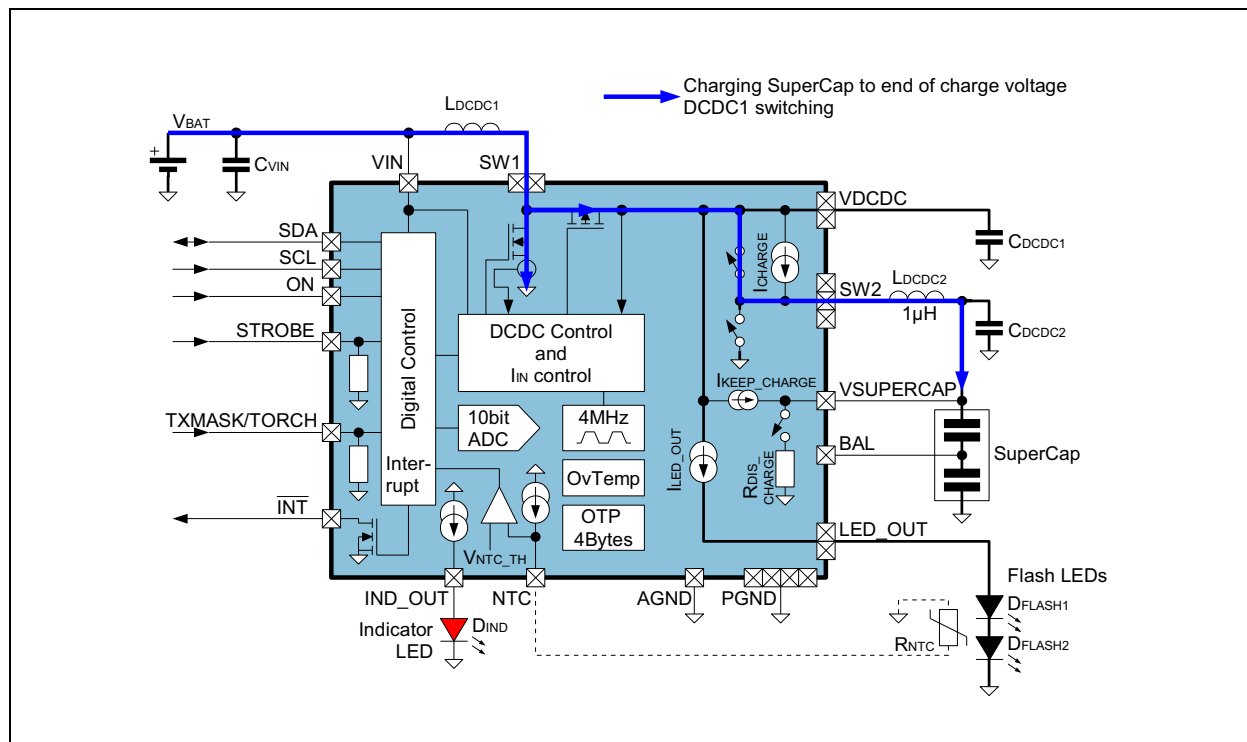 Charging SuperCap to end of charge voltage
DCDC1 switching
LDCDC1
VBAT
+
CVIN
VIN
SW1
VDCDC
CDCDC1
SDA
SCL
ON
STROBE
TXMASK/TORCH
INT
Digital Control
Inter-
rupt
DCDC Control
and
IIN control
10bit
ADC
4MHz
OvTemp
OTP
4Bytes
VNTC_TH
ICHARGE
SW2
LDCDC2
1µH
CDCDC2
IKEEP_CHARGE
VSUPERCAP
ILED_OUT
RDIS_
CHARGE
BAL
SuperCap
LED_OUT
Flash LEDs
DFLASH1
DFLASH2
RNTC
IND_OUT
NTC
AGND
PGND
Indicator
LED
DIND